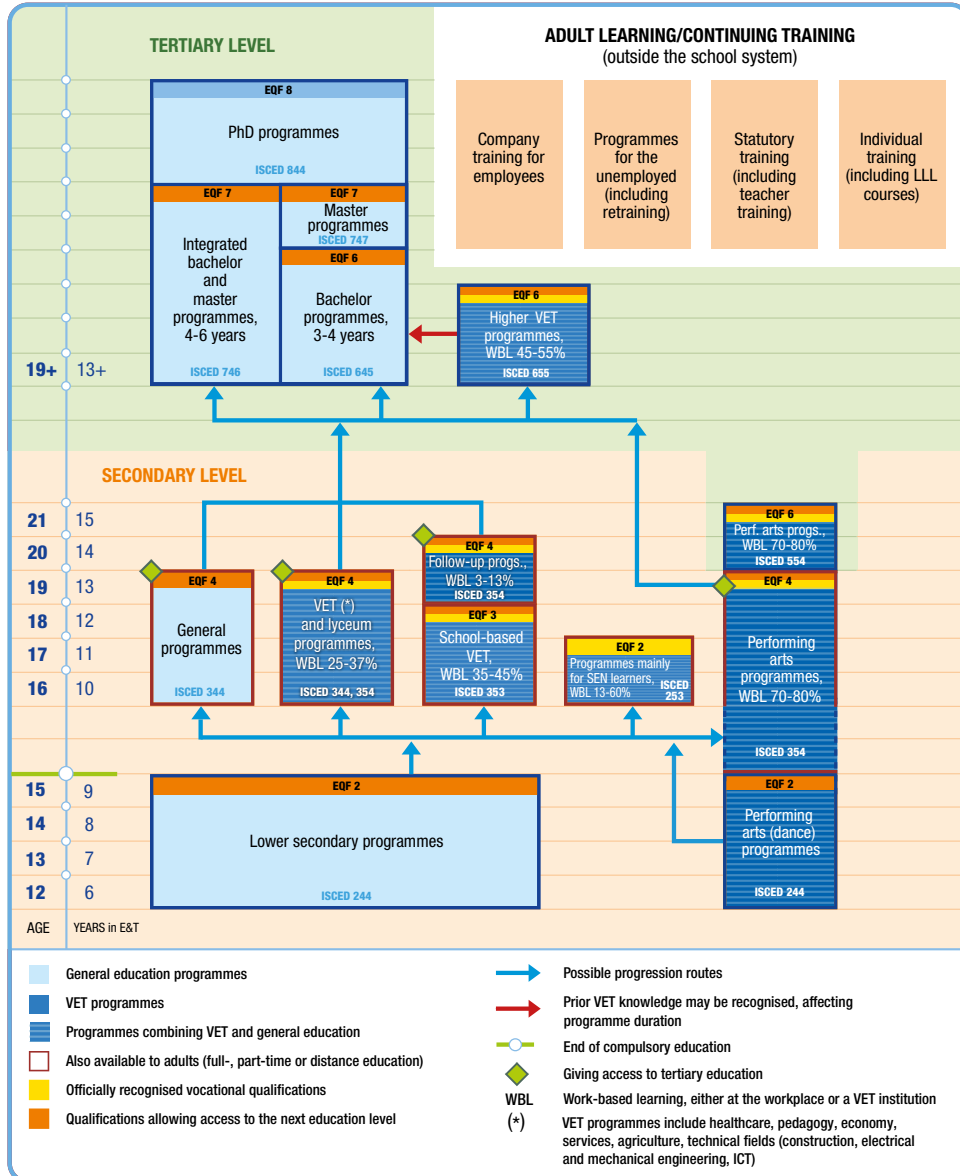 TERTIARY LEVEL
ADULT LEARNING/CONTINUING TRAINING
(outside the school system)
Company
training for
employees
Programmes
for the
unemployed
(including
retraining)
Statutory
training
(including
teacher
training)
Individual
training
(including LLL
courses)
EQF 8
PhD programmes
ISCED 844
EQF 7
Integrated
bachelor
and
master
programmes,
4-6 years
ISCED 746
EQF 7
Master
programmes
ISCED 747
EQF 6
Bachelor
programmes,
3-4 years
ISCED 645
EQF 6
Higher VET
programmes,
WBL 45-55%
ISCED 655
19+ 13+
SECONDARY LEVEL
21 15
20 14
19 13
18 12
17 11
16 10
EQF 4
General
programmes
ISCED 344
EQF 4
VET (*)
and lyceum
programmes,
WBL 25-37%
ISCED 344, 354
EQF 4
Follow-up progs.,
WBL 3-13%
ISCED 354
EQF 3
School-based
VET,
WBL 35-45%
ISCED 353
EQF 2
Programmes mainly
for SEN learners,
WBL 13-60%
ISCED
253
EQF 6
Perf. arts progs.,
WBL 70-80%
ISCED 554
EQF 4
Performing
arts
programmes,
WBL 70-80%
ISCED 354
15 9
14 8
13 7
12 6
AGE YEARS in E&T
EQF 2
Lower secondary programmes
ISCED 244
EQF 2
Performing
arts (dance)
programmes
ISCED 244
General education programmes
VET programmes
Programmes combining VET and general education
Also available to adults (full-, part-time or distance education)
Officially recognised vocational qualifications
Qualifications allowing access to the next education level
Possible progression routes
Prior VET knowledge may be recognised, affecting
programme duration
End of compulsory education
Giving access to tertiary education
WBL Work-based learning, either at the workplace or a VET institution
(*) VET programmes include healthcare, pedagogy, economy,
services, agriculture, technical fields (construction, electrical
and mechanical engineering, ICT)